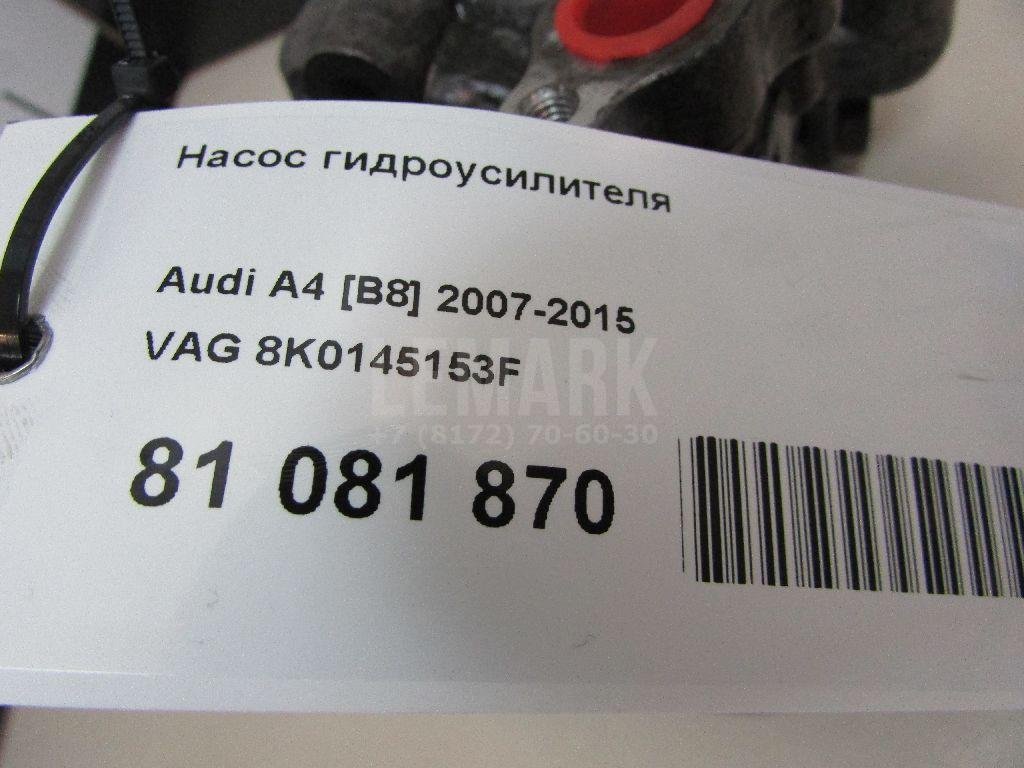 Насос гидроусилителя
Audi A4 [B8] 2007-2015
VAG 8K0145153F
LEMARK
+7 (8172) 70-60-30
81 081 870